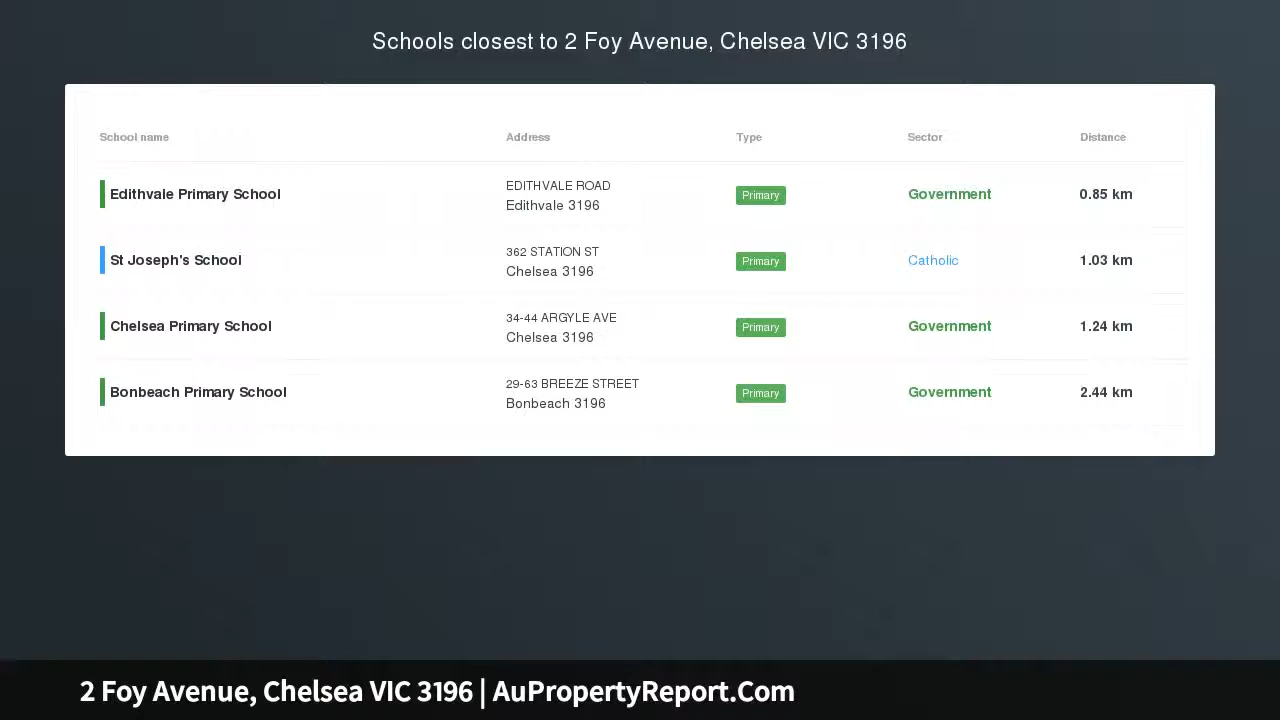 Schools closest to 2 Foy Avenue, Chelsea VIC 3196
School name Address Type Sector Distance
Edithvale Primary School EDITHVALE ROAD Edithvale 3196 Primary Government 0.85 km
St Joseph's School 362 STATION ST Chelsea 3196 Primary Catholic 1.03 km
Chelsea Primary School 34-44 ARGYLE AVE Chelsea 3196 Primary Government 1.24 km
Bonbeach Primary School 29-63 BREEZE STREET Bonbeach 3196 Primary Government 2.44 km
2 Foy Avenue, Chelsea VIC 3196 | AuPropertyReport.Com